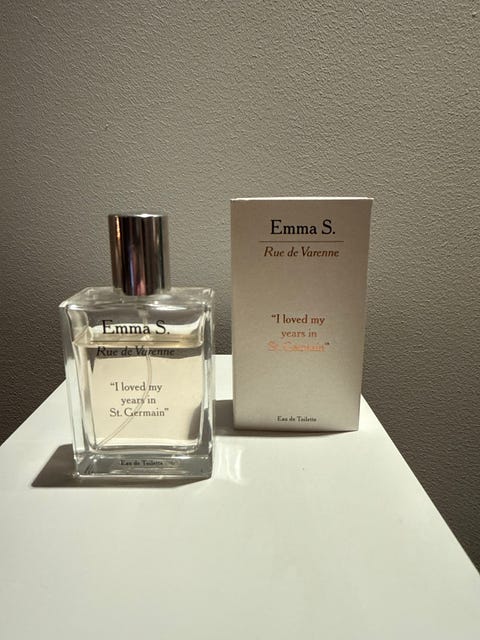 Emma S.
Rue de Varenne
“I loved my
years in
St. Germain”
Eau de Toilette
Emma S.
Rue de Varenne
“I loved my
years in
St. Germain”
Eau de Toilette